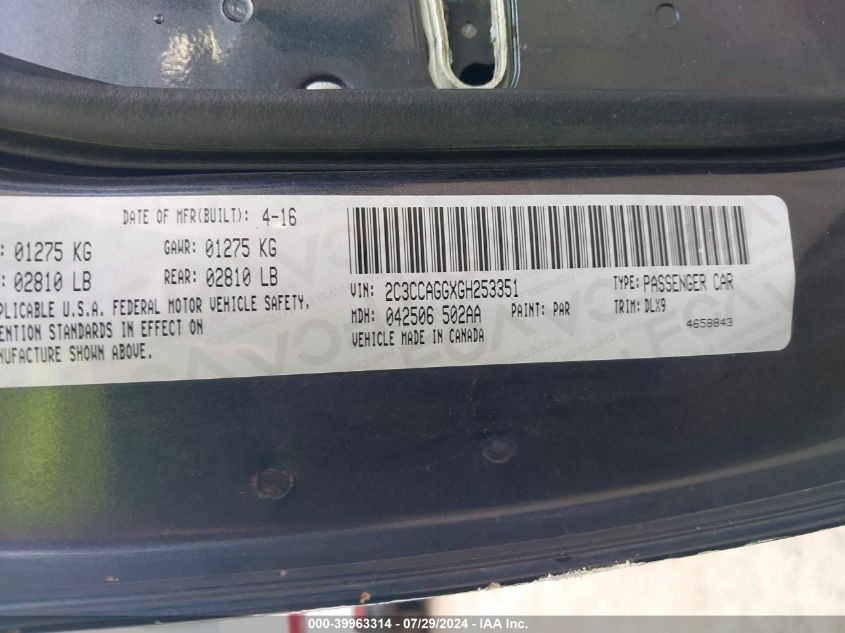 DATE OF MFR(BUILT): 4-16
: 01275 KG GAWR: 01275 KG
: 02810 LB REAR: 02810 LB
PLICABLE U.S.A. FEDERAL MOTOR VEHICLE SAFETY,
ENTION STANDARDS IN EFFECT ON
NUFACTURE SHOWN ABOVE.
VIN: 2C3CCAGGXGH253351 TYPE: PASSENGER CAR
MDH: 042506 502AA PAINT: PAR TRIM: DLX9
VEHICLE MADE IN CANADA 4658843
000-39963314 / 07/29/2024 - IAA Inc.